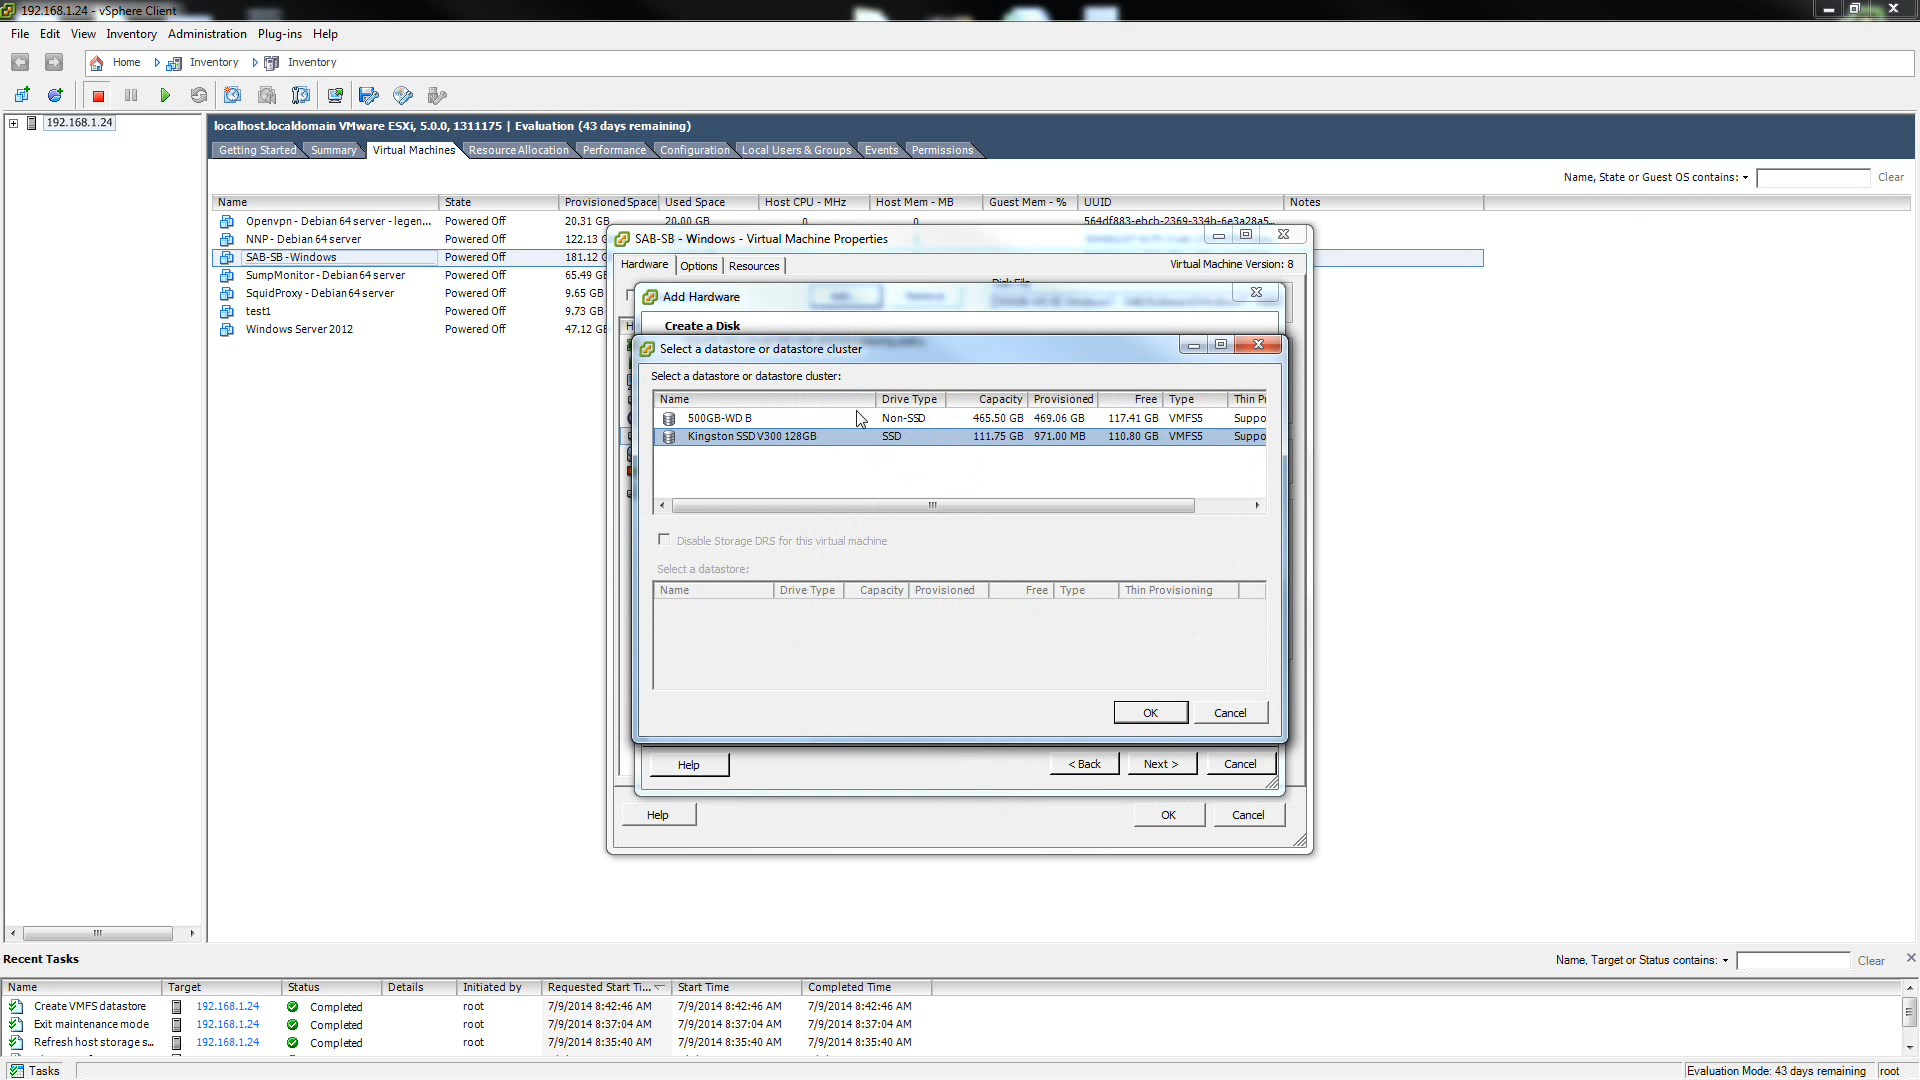 192.168.1.24 - vSphere Client
File Edit View Inventory Administration Plug-ins Help
Home Inventory Inventory
192.168.1.24
localhost.localdomain VMware ESXi, 5.0.0, 1311175 | Evaluation (43 days remaining)
Getting Started Summary Virtual Machines Resource Allocation Performance Configuration Local Users & Groups Events Permissions
Name, State or Guest OS contains: Clear
Name State Provisioned Space Used Space Host CPU - MHz Host Mem - MB Guest Mem - % UUID Notes
Openvpn - Debian 64 server - legen... Powered Off 20.31 GB 20.00 GB 0 0 564df883-ebcb-2369-334b-6e3a28a5...
NNP - Debian 64 server Powered Off 122.13 G
SAB-SB - Windows Powered Off 181.12 G
SumpMonitor - Debian 64 server Powered Off 65.49 GB
SquidProxy - Debian 64 server Powered Off 9.65 GB
test1 Powered Off 9.73 GB
Windows Server 2012 Powered Off 47.12 GB
SAB-SB - Windows - Virtual Machine Properties
Hardware Options Resources Virtual Machine Version: 8
Disk File
Add Hardware
Create a Disk
Select a datastore or datastore cluster
Select a datastore or datastore cluster:
Name Drive Type Capacity Provisioned Free Type Thin Pr
500GB-WD B Non-SSD 465.50 GB 469.06 GB 117.41 GB VMFS5 Suppo
Kingston SSD V300 128GB SSD 111.75 GB 971.00 MB 110.80 GB VMFS5 Suppo
Disable Storage DRS for this virtual machine
Select a datastore:
Name Drive Type Capacity Provisioned Free Type Thin Provisioning
OK Cancel
Help < Back Next > Cancel
Help OK Cancel
Recent Tasks Name, Target or Status contains: Clear
Name Target Status Details Initiated by Requested Start Ti... Start Time Completed Time
Create VMFS datastore 192.168.1.24 Completed root 7/9/2014 8:42:46 AM 7/9/2014 8:42:46 AM 7/9/2014 8:42:46 AM
Exit maintenance mode 192.168.1.24 Completed root 7/9/2014 8:37:04 AM 7/9/2014 8:37:04 AM 7/9/2014 8:37:04 AM
Refresh host storage s... 192.168.1.24 Completed root 7/9/2014 8:35:40 AM 7/9/2014 8:35:40 AM 7/9/2014 8:35:40 AM
Tasks Evaluation Mode: 43 days remaining root